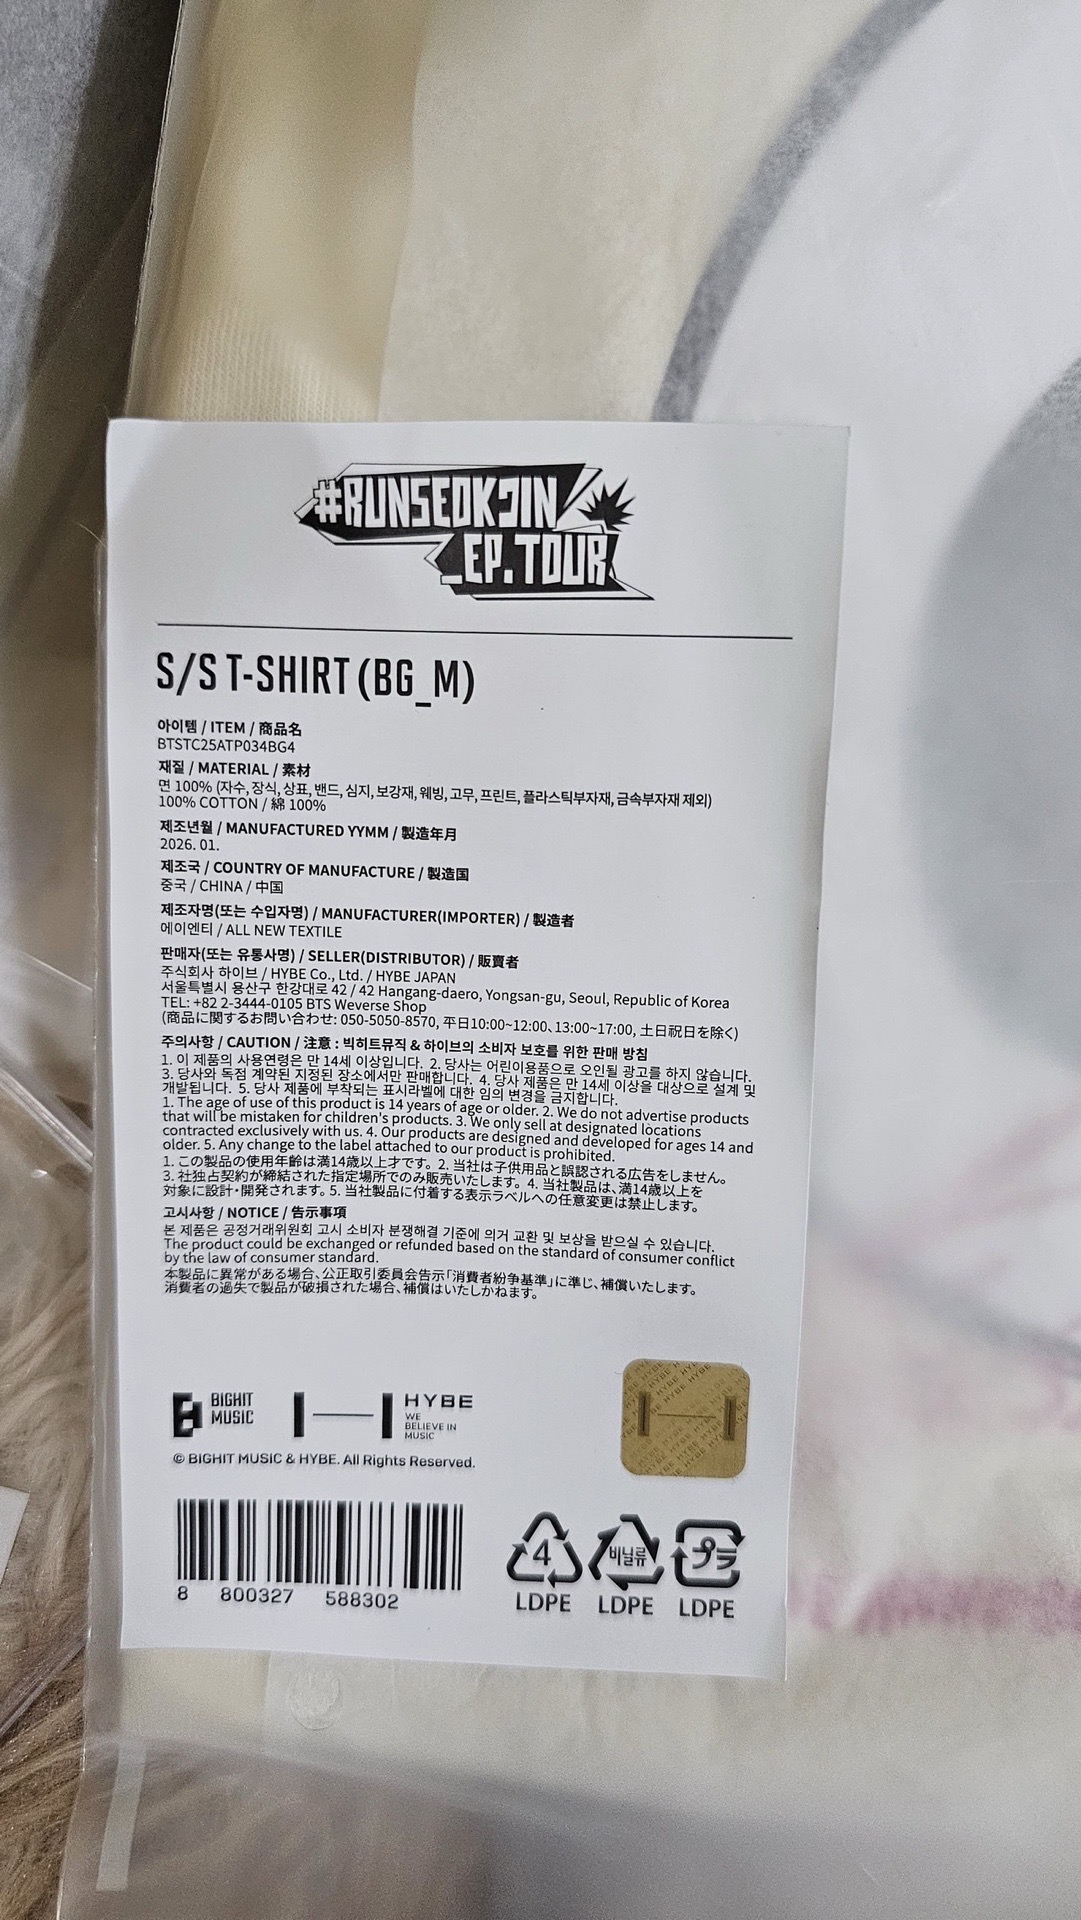 #RUNSEOKJIN
_EP.TOUR
S/S T-SHIRT (BG_M)
아이템 / ITEM / 商品名
BTSTC25ATP034BG4
재질 / MATERIAL / 素材
면 100% (자수, 장식, 상표, 밴드, 심지, 보강재, 웨빙, 고무, 프린트, 플라스틱부자재, 금속부자재 제외)
100% COTTON / 綿 100%
제조년월 / MANUFACTURED YYMM / 製造年月
2026. 01.
제조국 / COUNTRY OF MANUFACTURE / 製造国
중국 / CHINA / 中国
제조자명(또는 수입자명) / MANUFACTURER(IMPORTER) / 製造者
에이엔티 / ALL NEW TEXTILE
판매자(또는 유통사명) / SELLER(DISTRIBUTOR) / 販賣者
주식회사 하이브 / HYBE Co., Ltd. / HYBE JAPAN
서울특별시 용산구 한강대로 42 / 42 Hangang-daero, Yongsan-gu, Seoul, Republic of Korea
TEL: +82 2-3444-0105 BTS Weverse Shop
(商品に関するお問い合わせ: 050-5050-8570, 平日10:00~12:00、13:00~17:00, 土日祝日を除く)
주의사항 / CAUTION / 注意 : 빅히트뮤직 & 하이브의 소비자 보호를 위한 판매 방침
1. 이 제품의 사용연령은 만 14세 이상입니다. 2. 당사는 어린이용품으로 오인될 광고를 하지 않습니다.
3. 당사와 독점 계약된 지정된 장소에서만 판매합니다. 4. 당사 제품은 만 14세 이상을 대상으로 설계 및
개발됩니다. 5. 당사 제품에 부착되는 표시라벨에 대한 임의 변경을 금지합니다.
1. The age of use of this product is 14 years of age or older. 2. We do not advertise products
that will be mistaken for children's products. 3. We only sell at designated locations
contracted exclusively with us. 4. Our products are designed and developed for ages 14 and
older. 5. Any change to the label attached to our product is prohibited.
1. この製品の使用年齢は満14歳以上才です。 2. 当社は子供用品と誤認される広告をしません。
3. 社独占契約が締結された指定場所でのみ販売いたします。 4. 当社製品は、満14歳以上を
対象に設計・開発されます。 5. 当社製品に付着する表示ラベルへの任意変更は禁止します。
고시사항 / NOTICE / 告示事項
본 제품은 공정거래위원회 고시 소비자 분쟁해결 기준에 의거 교환 및 보상을 받으실 수 있습니다.
The product could be exchanged or refunded based on the standard of consumer conflict
by the law of consumer standard.
本製品に異常がある場合、公正取引委員会告示「消費者紛争基準」に準じ、補償いたします。
消費者の過失で製品が破損された場合、補償はいたしかねます。
BIGHIT
MUSIC
HYBE
WE
BELIEVE IN
MUSIC
© BIGHIT MUSIC & HYBE. All Rights Reserved.
8 800327 588302
4
LDPE
비닐류
LDPE
プラ
LDPE